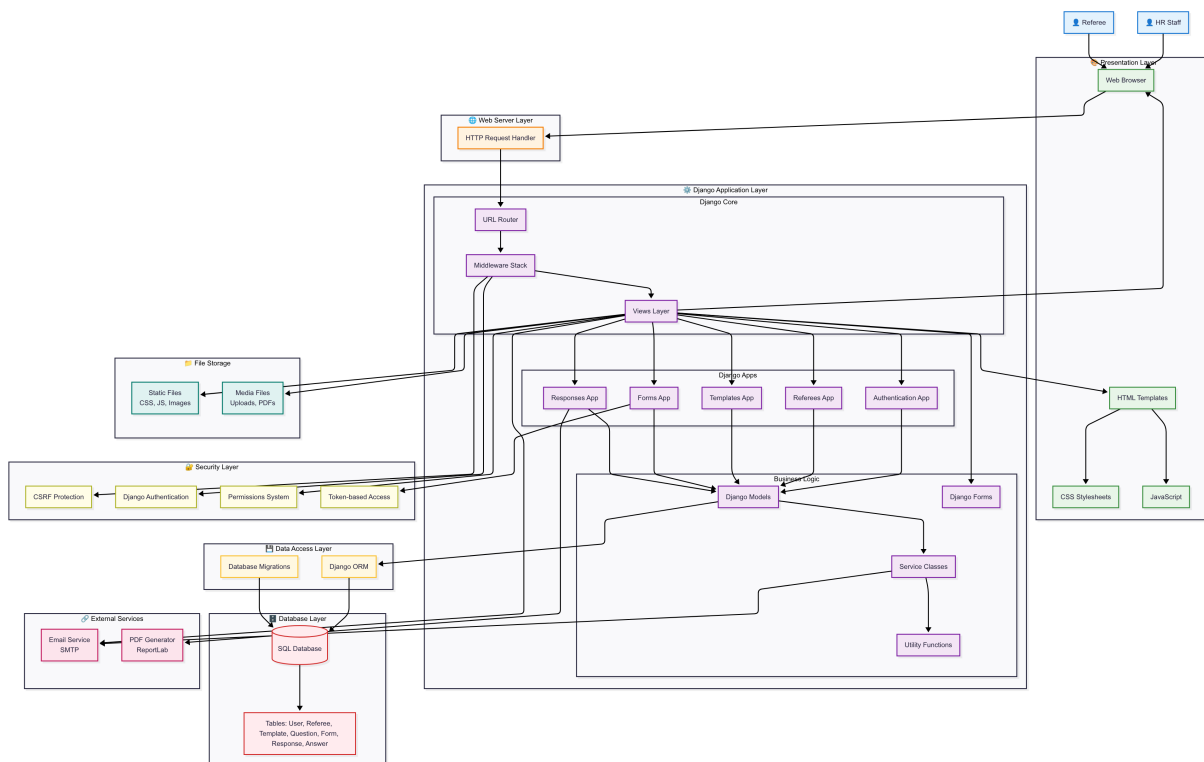 👤 Referee
👤 HR Staff
Presentation Layer
Web Browser
🌐 Web Server Layer
HTTP Request Handler
⚙️ Django Application Layer
Django Core
URL Router
Middleware Stack
Views Layer
📁 File Storage
Static Files
CSS, JS, Images
Media Files
Uploads, PDFs
Django Apps
Responses App
Forms App
Templates App
Referees App
Authentication App
HTML Templates
🔐 Security Layer
CSRF Protection
Django Authentication
Permissions System
Token-based Access
Business Logic
Django Models
Django Forms
CSS Stylesheets
JavaScript
💾 Data Access Layer
Database Migrations
Django ORM
Service Classes
🔗 External Services
Email Service
SMTP
PDF Generator
ReportLab
🗄️ Database Layer
SQL Database
Utility Functions
Tables: User, Referee,
Template, Question, Form,
Response, Answer